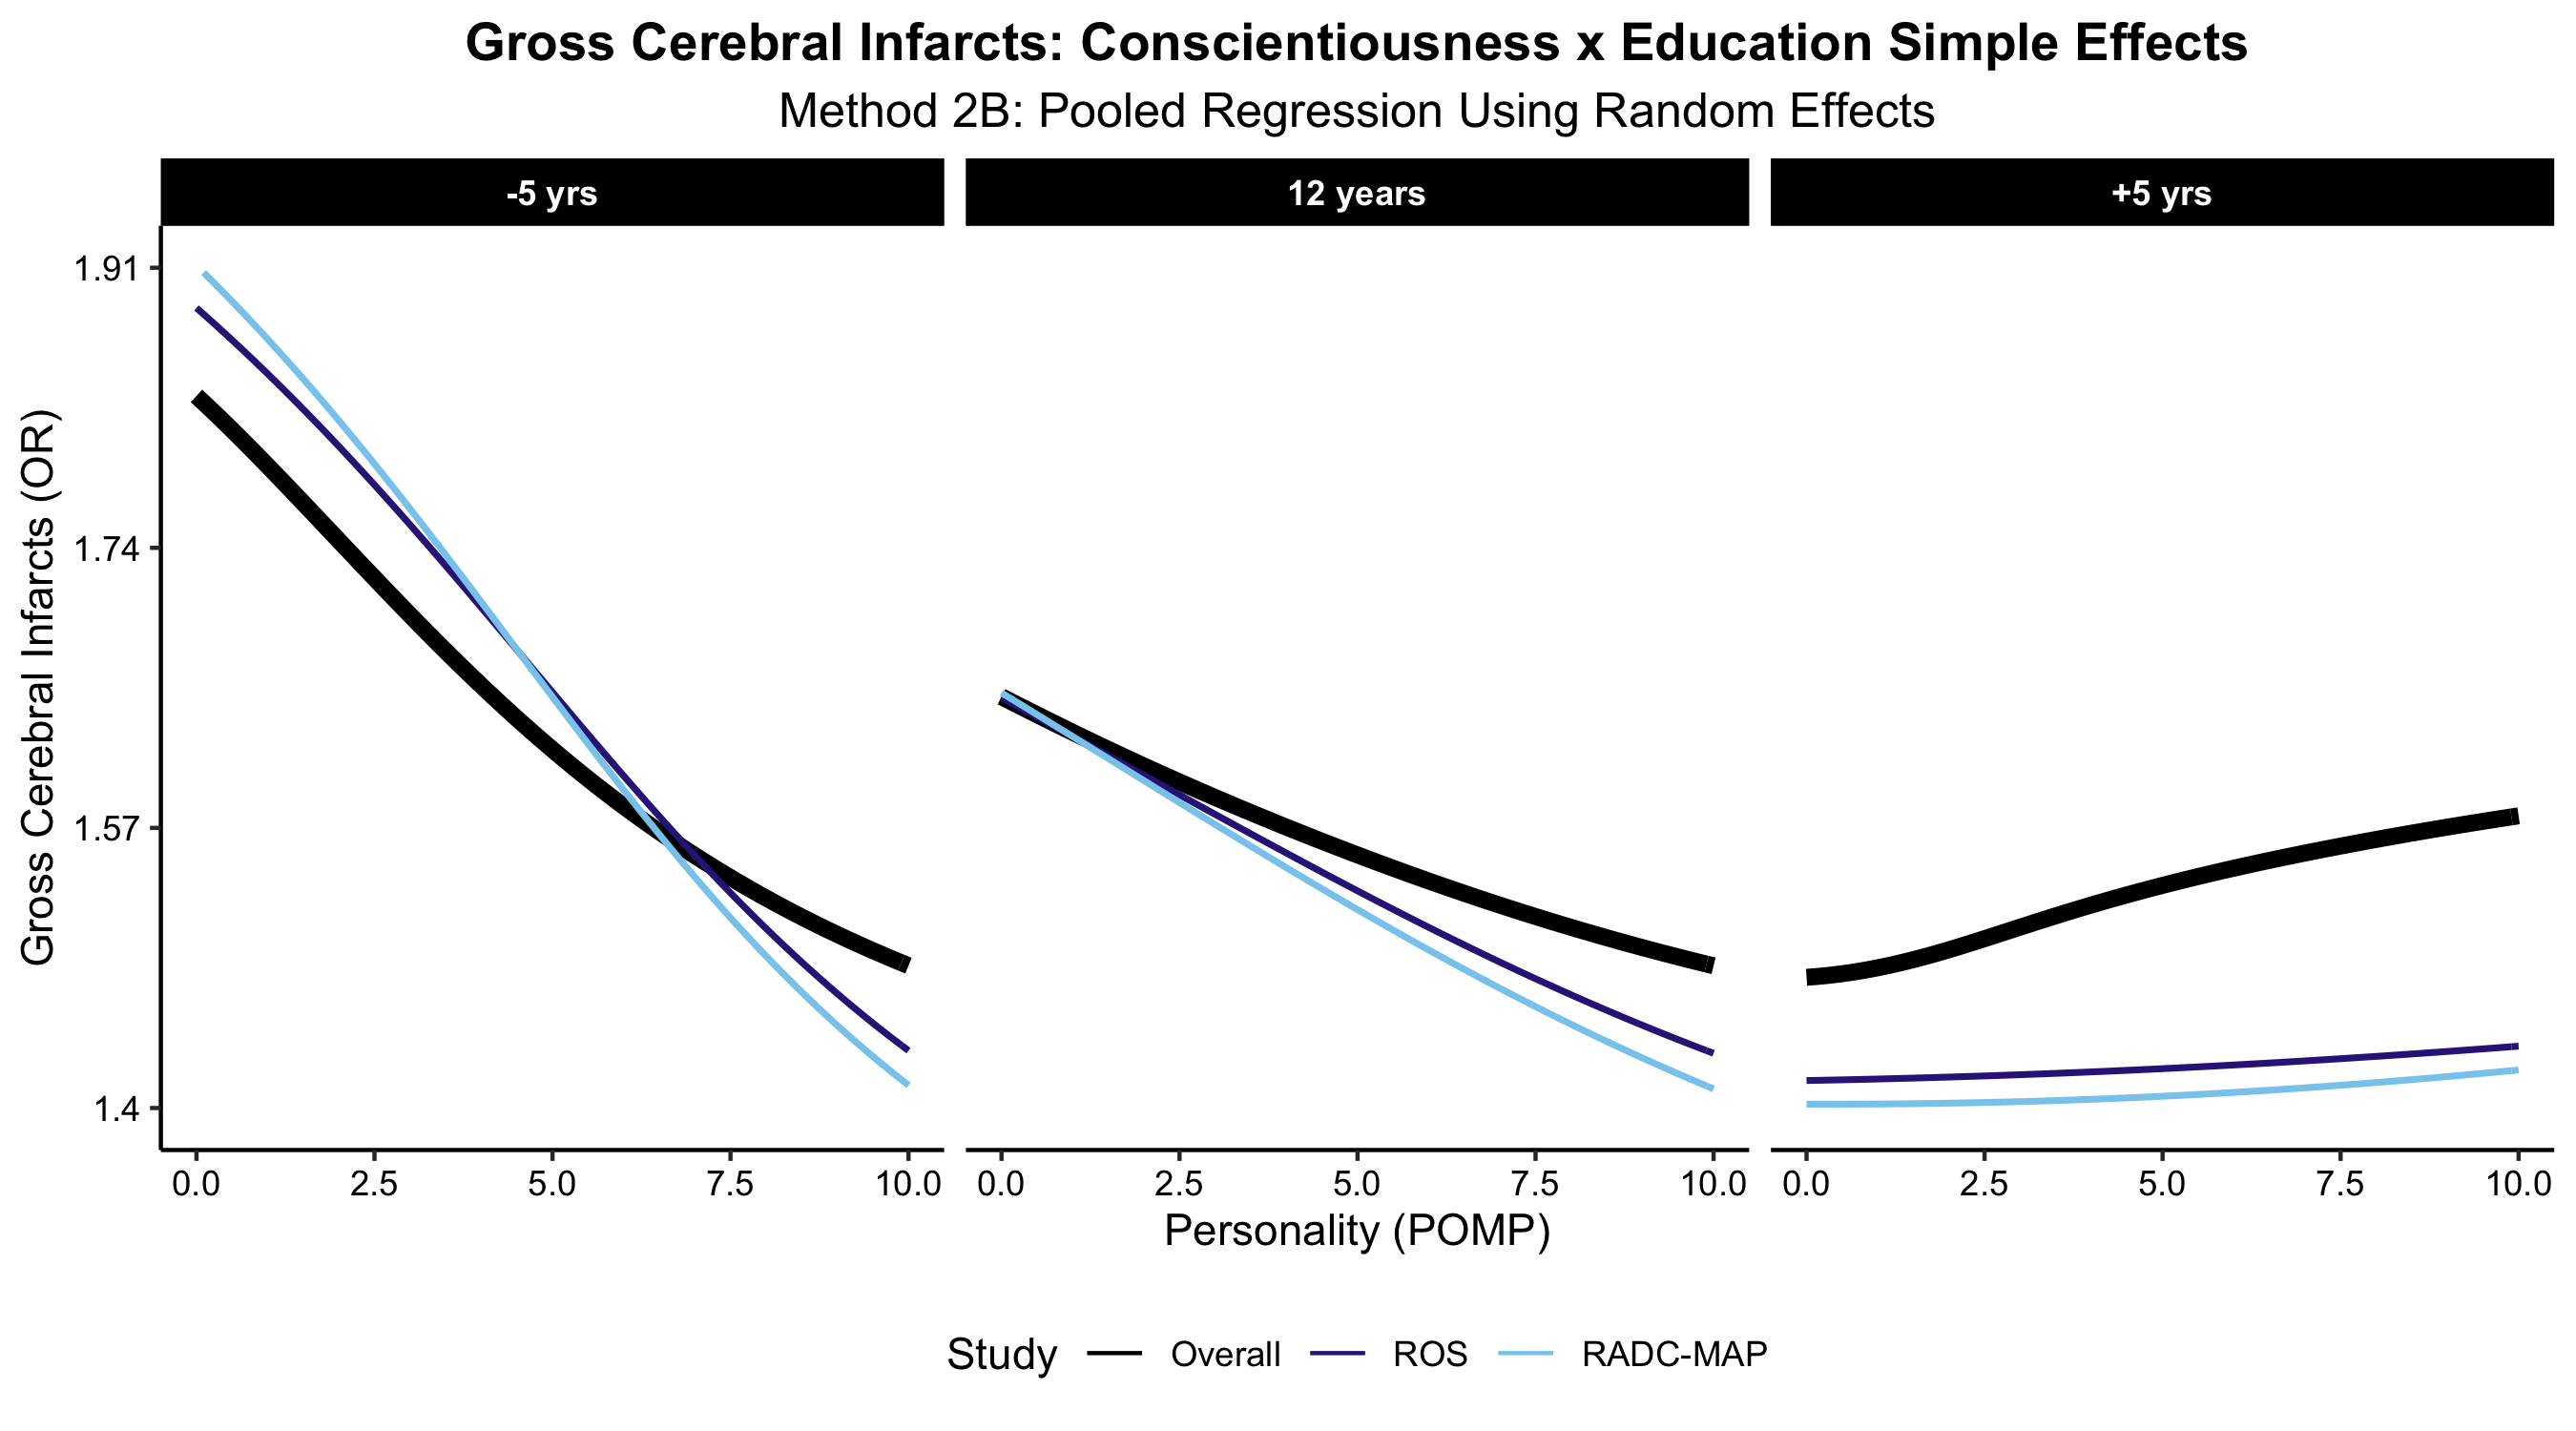 Gross Cerebral Infarcts: Conscientiousness x Education Simple Effects
Method 2B: Pooled Regression Using Random Effects
-5 yrs
12 years
+5 yrs
Gross Cerebral Infarcts (OR)
1.91
1.74
1.57
1.4
0.0 2.5 5.0 7.5 10.0
0.0 2.5 5.0 7.5 10.0
0.0 2.5 5.0 7.5 10.0
Personality (POMP)
Study Overall ROS RADC-MAP